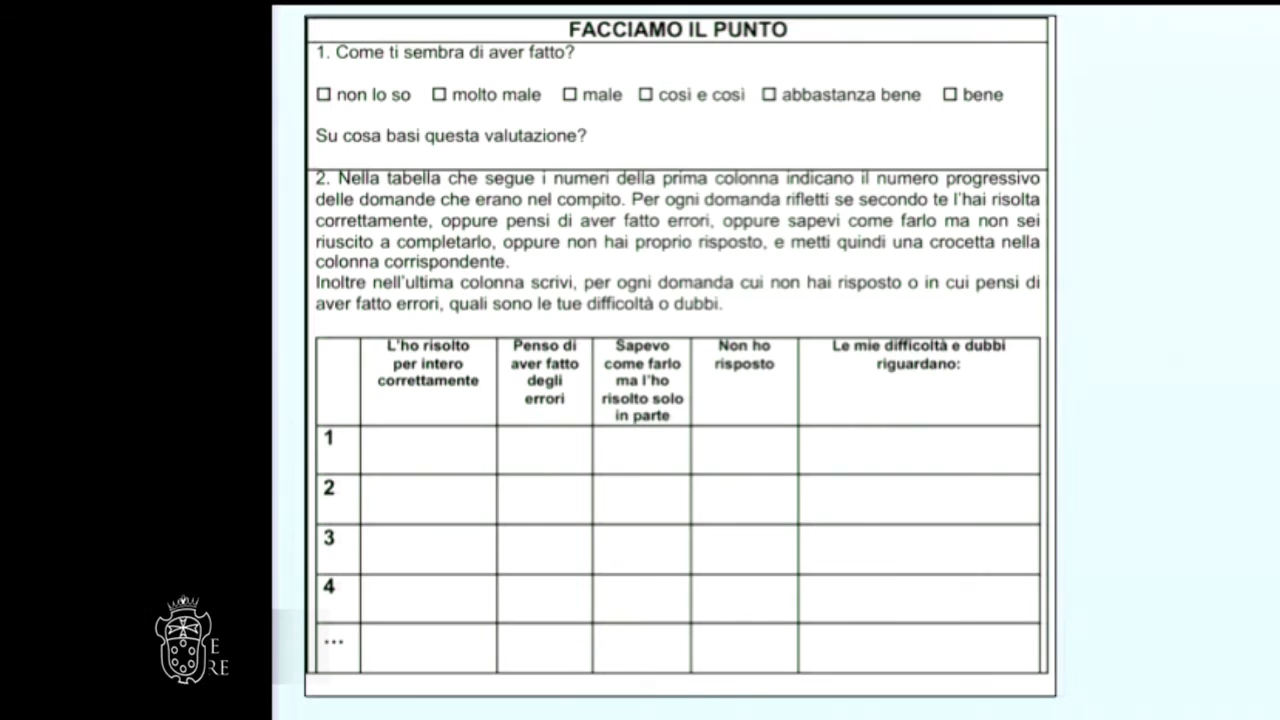 FACCIAMO IL PUNTO
1. Come ti sembra di aver fatto?
☐ non lo so ☐ molto male ☐ male ☐ così e così ☐ abbastanza bene ☐ bene
Su cosa basi questa valutazione?
2. Nella tabella che segue i numeri della prima colonna indicano il numero progressivo
delle domande che erano nel compito. Per ogni domanda rifletti se secondo te l'hai risolta
correttamente, oppure pensi di aver fatto errori, oppure sapevi come farlo ma non sei
riuscito a completarlo, oppure non hai proprio risposto, e metti quindi una crocetta nella
colonna corrispondente.
Inoltre nell'ultima colonna scrivi, per ogni domanda cui non hai risposto o in cui pensi di
aver fatto errori, quali sono le tue difficoltà o dubbi.
L'ho risolto
per intero
correttamente
Penso di
aver fatto
degli
errori
Sapevo
come farlo
ma l'ho
risolto solo
in parte
Non ho
risposto
Le mie difficoltà e dubbi
riguardano:
1
2
3
4
...
E
RE